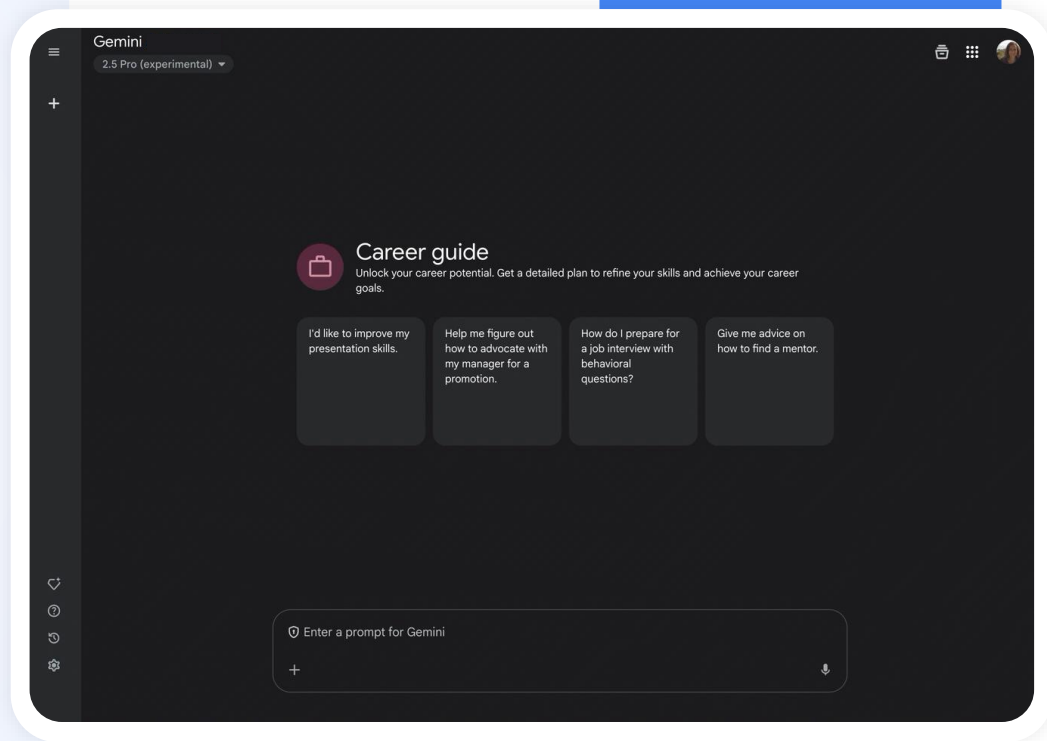 Gemini
2.5 Pro (experimental)
Career guide
Unlock your career potential. Get a detailed plan to refine your skills and achieve your career
goals.
I'd like to improve my
presentation skills.
Help me figure out
how to advocate with
my manager for a
promotion.
How do I prepare for
a job interview with
behavioral
questions?
Give me advice on
how to find a mentor.
Enter a prompt for Gemini